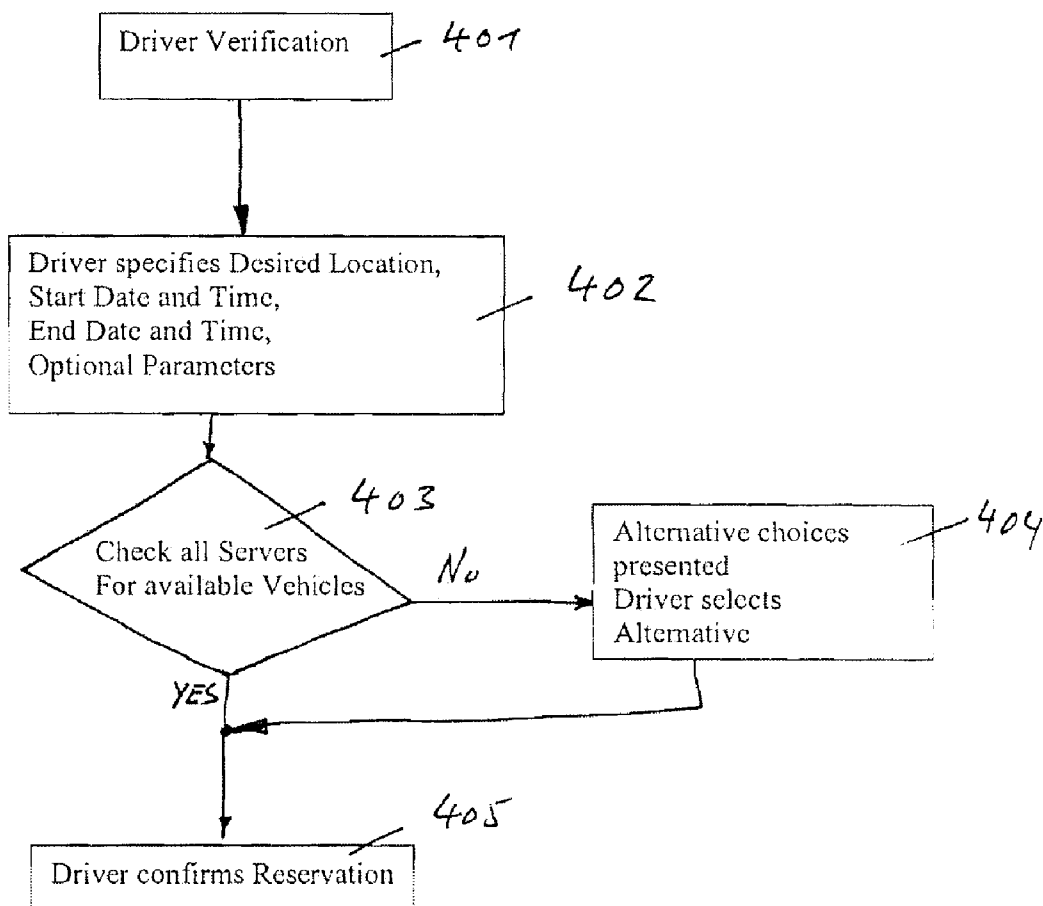 Driver Verification
401
Driver specifies Desired Location,
Start Date and Time,
End Date and Time,
Optional Parameters
402
403
Check all Servers
For available Vehicles
No
YES
Alternative choices
presented
Driver selects
Alternative
404
405
Driver confirms Reservation